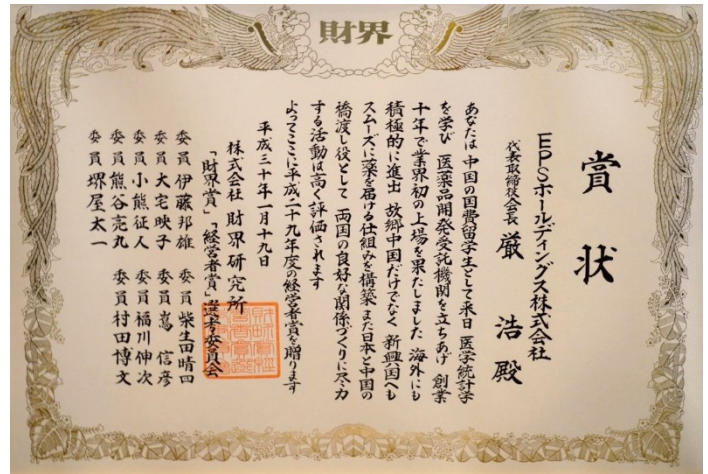 財界
賞状
EPSホールディングス株式会社
代表取締役会長 厳 浩 殿
あなたは 中国の国費留学生として来日 医学統計学
を学び 医薬品開発受託機関を立ちあげ 創業
十年で業界初の上場を果たしました 海外にも
積極的に進出 故郷中国だけでなく 新興国へも
スムーズに薬を届ける仕組みを構築 また日本と中国の
橋渡し役として 両国の良好な関係づくりに尽力
する活動は高く評価されます
よってここに平成二十九年度の経営者賞を贈ります
平成三十年一月十九日
株式会社 財界研究所
「財界賞」「経営者賞」選考委員会
委員 伊藤邦雄 委員 柴生田晴四
委員 大宅映子 委員 嶌 信彦
委員 小熊征人 委員 福川伸次
委員 熊谷亮丸 委員 村田博文
委員 堺屋太一